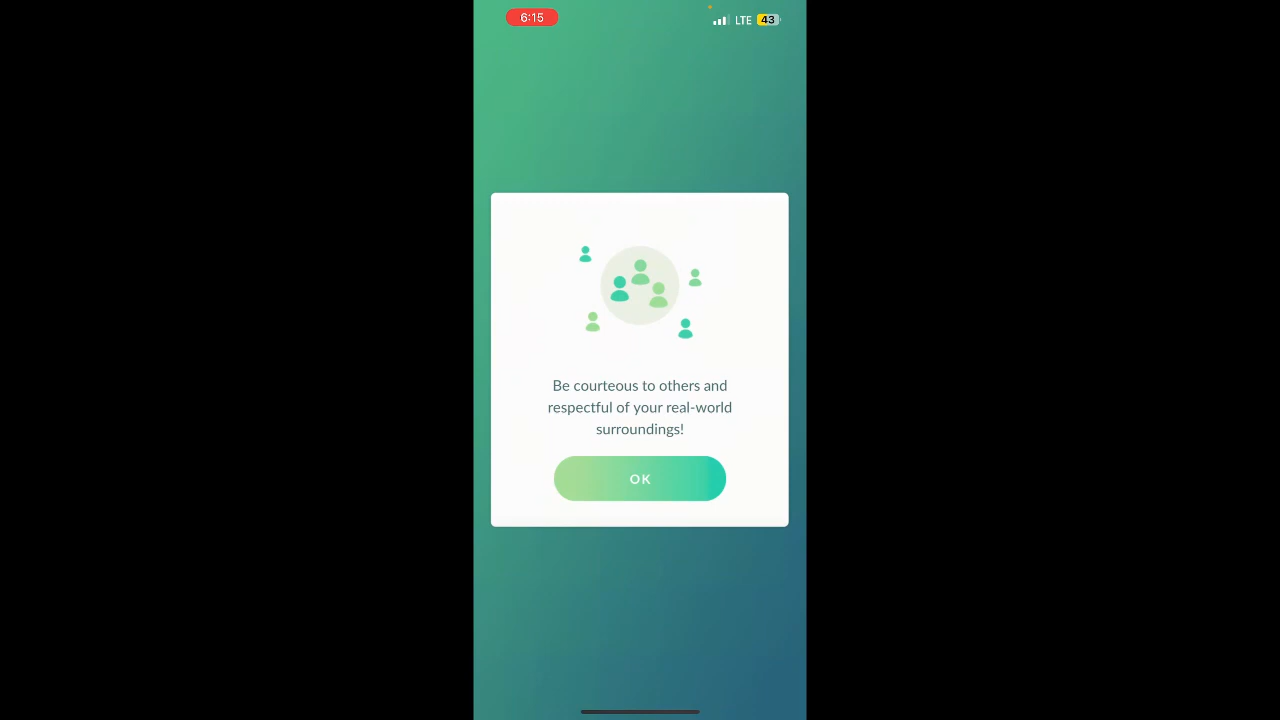 6:15
LTE 43
Be courteous to others and
respectful of your real-world
surroundings!
OK